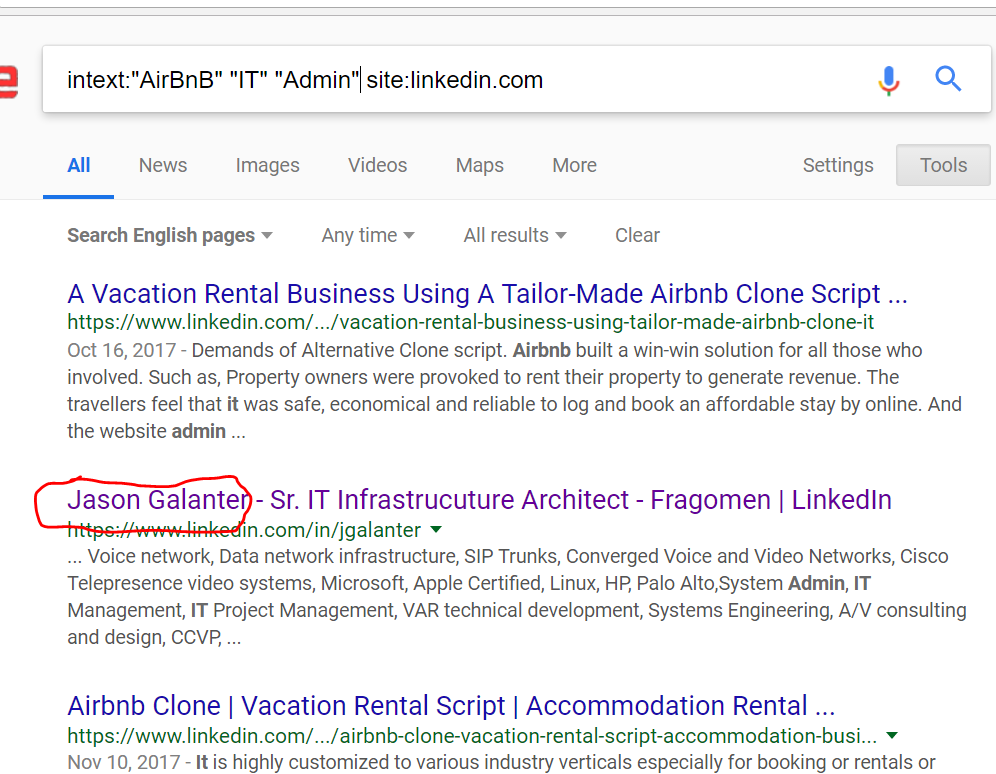 e
intext:"AirBnB" "IT" "Admin" site:linkedin.com
All News Images Videos Maps More Settings Tools
Search English pages Any time All results Clear
A Vacation Rental Business Using A Tailor-Made Airbnb Clone Script ...
https://www.linkedin.com/.../vacation-rental-business-using-tailor-made-airbnb-clone-it
Oct 16, 2017 - Demands of Alternative Clone script. Airbnb built a win-win solution for all those who
involved. Such as, Property owners were provoked to rent their property to generate revenue. The
travellers feel that it was safe, economical and reliable to log and book an affordable stay by online. And
the website admin ...
Jason Galanter - Sr. IT Infrastrucuture Architect - Fragomen | LinkedIn
https://www.linkedin.com/in/jgalanter
... Voice network, Data network infrastructure, SIP Trunks, Converged Voice and Video Networks, Cisco
Telepresence video systems, Microsoft, Apple Certified, Linux, HP, Palo Alto,System Admin, IT
Management, IT Project Management, VAR technical development, Systems Engineering, A/V consulting
and design, CCVP, ...
Airbnb Clone | Vacation Rental Script | Accommodation Rental ...
https://www.linkedin.com/.../airbnb-clone-vacation-rental-script-accommodation-busi...
Nov 10, 2017 - It is highly customized to various industry verticals especially for booking or rentals or